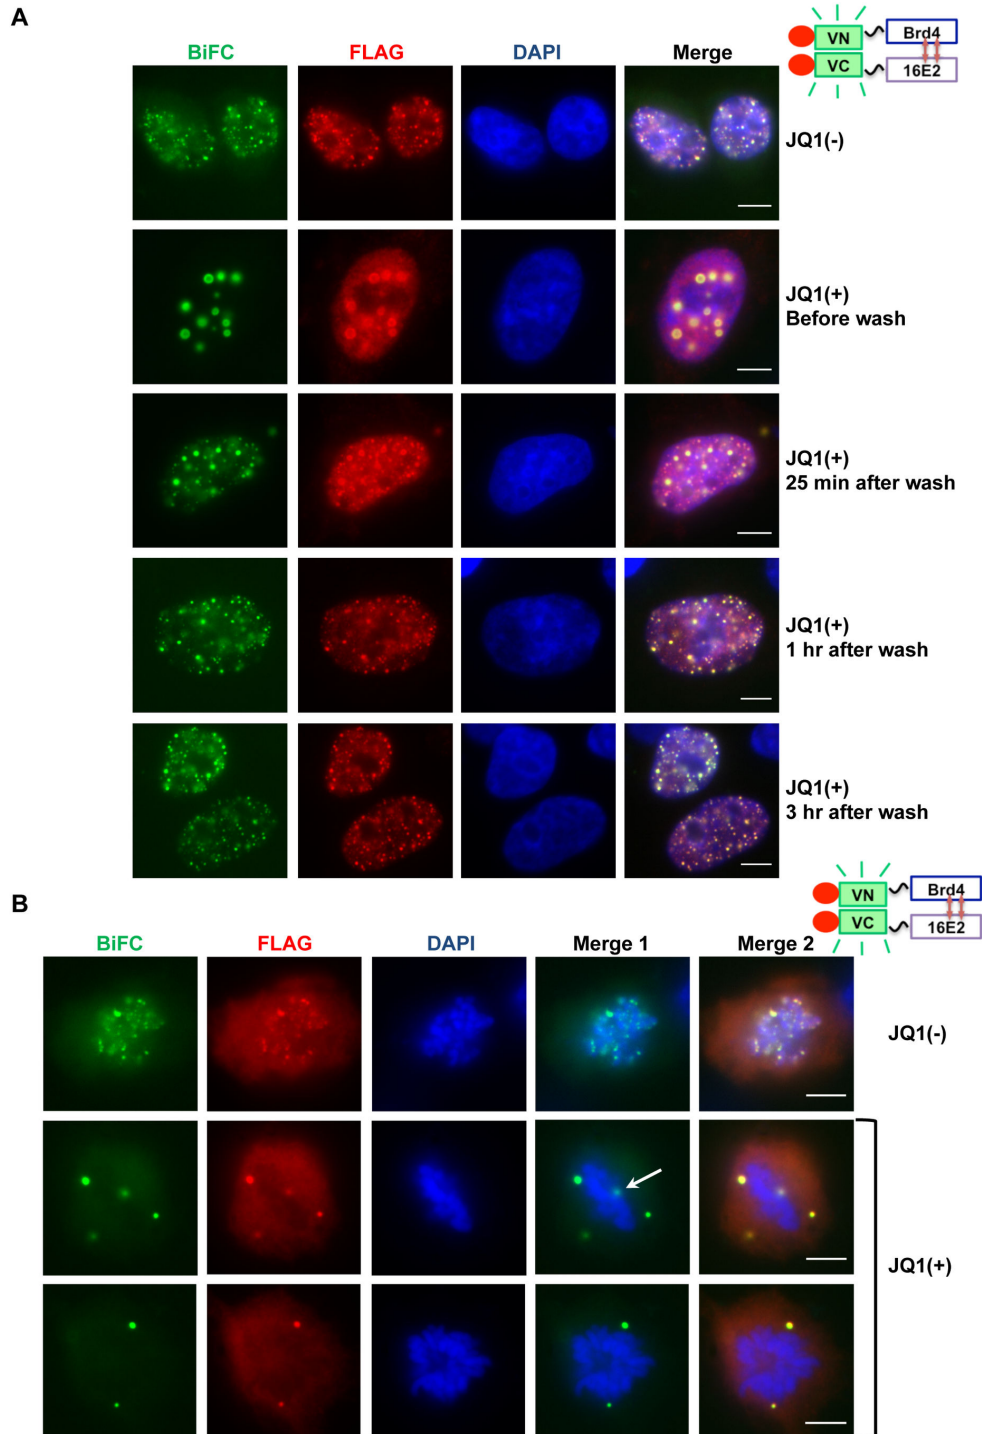 A
VN
Brd4
VC
16E2
BiFC
FLAG
DAPI
Merge
JQ1(-)
JQ1(+)
Before wash
JQ1(+)
25 min after wash
JQ1(+)
1 hr after wash
JQ1(+)
3 hr after wash
B
VN
Brd4
VC
16E2
BiFC
FLAG
DAPI
Merge 1
Merge 2
JQ1(-)
JQ1(+)